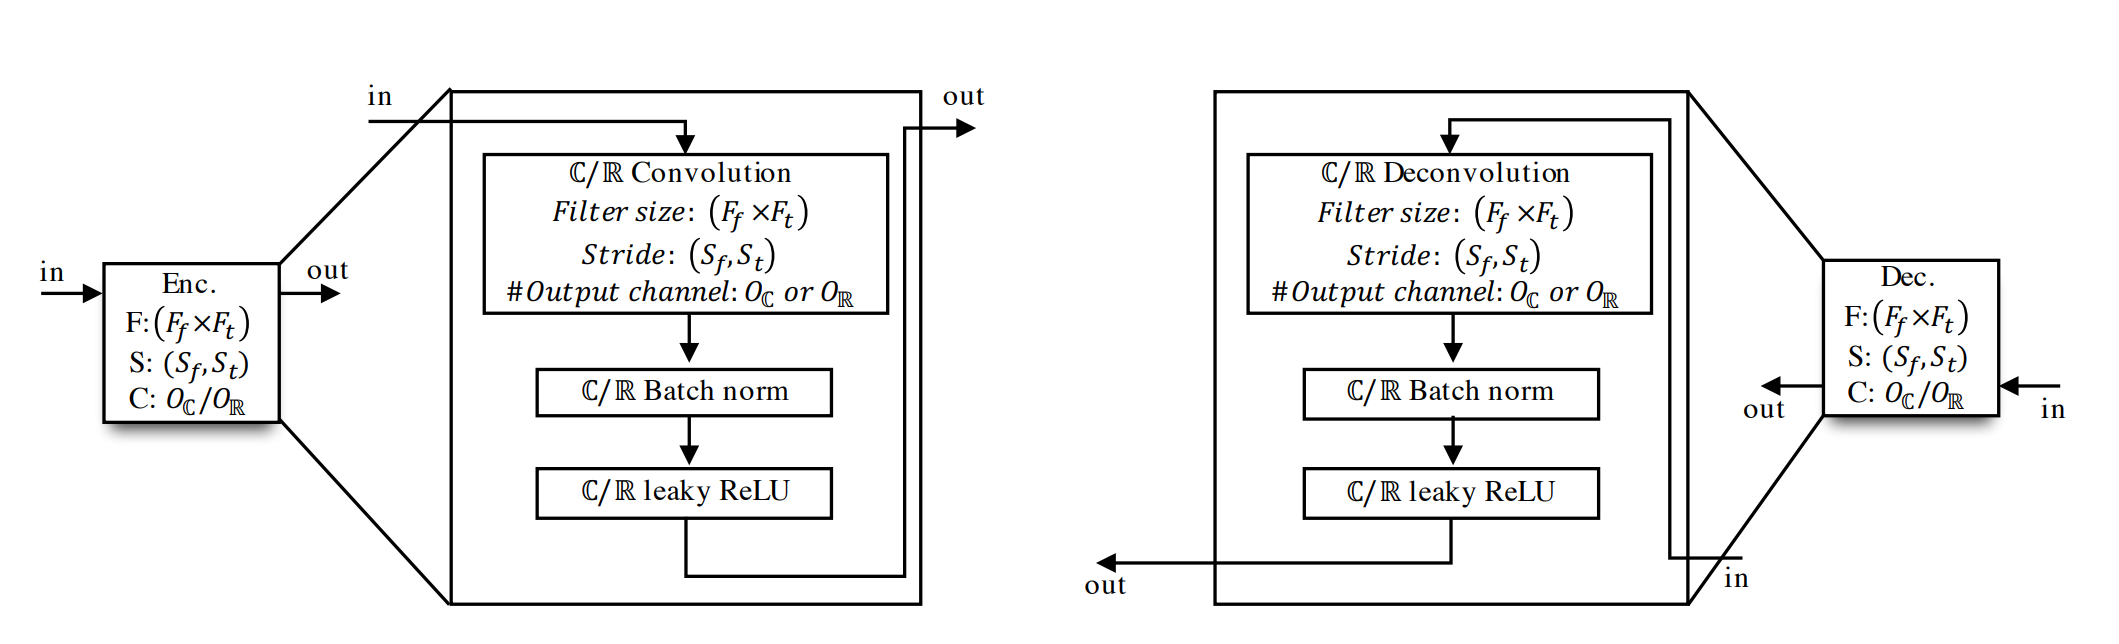 in
out
Enc.
F:(F_f ×F_t)
S: (S_f,S_t)
C: O_ℂ/O_ℝ
in
out
ℂ/ℝ Convolution
Filter size: (F_f ×F_t)
Stride: (S_f,S_t)
#Output channel: O_ℂ or O_ℝ
ℂ/ℝ Batch norm
ℂ/ℝ leaky ReLU
ℂ/ℝ Deconvolution
Filter size: (F_f ×F_t)
Stride: (S_f,S_t)
#Output channel: O_ℂ or O_ℝ
ℂ/ℝ Batch norm
ℂ/ℝ leaky ReLU
out
in
Dec.
F:(F_f ×F_t)
S: (S_f,S_t)
C: O_ℂ/O_ℝ
out
in